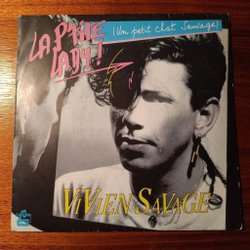 LA P'TITE
LADY!
(Un petit chat sauvage)
ViViEN SAVAGE